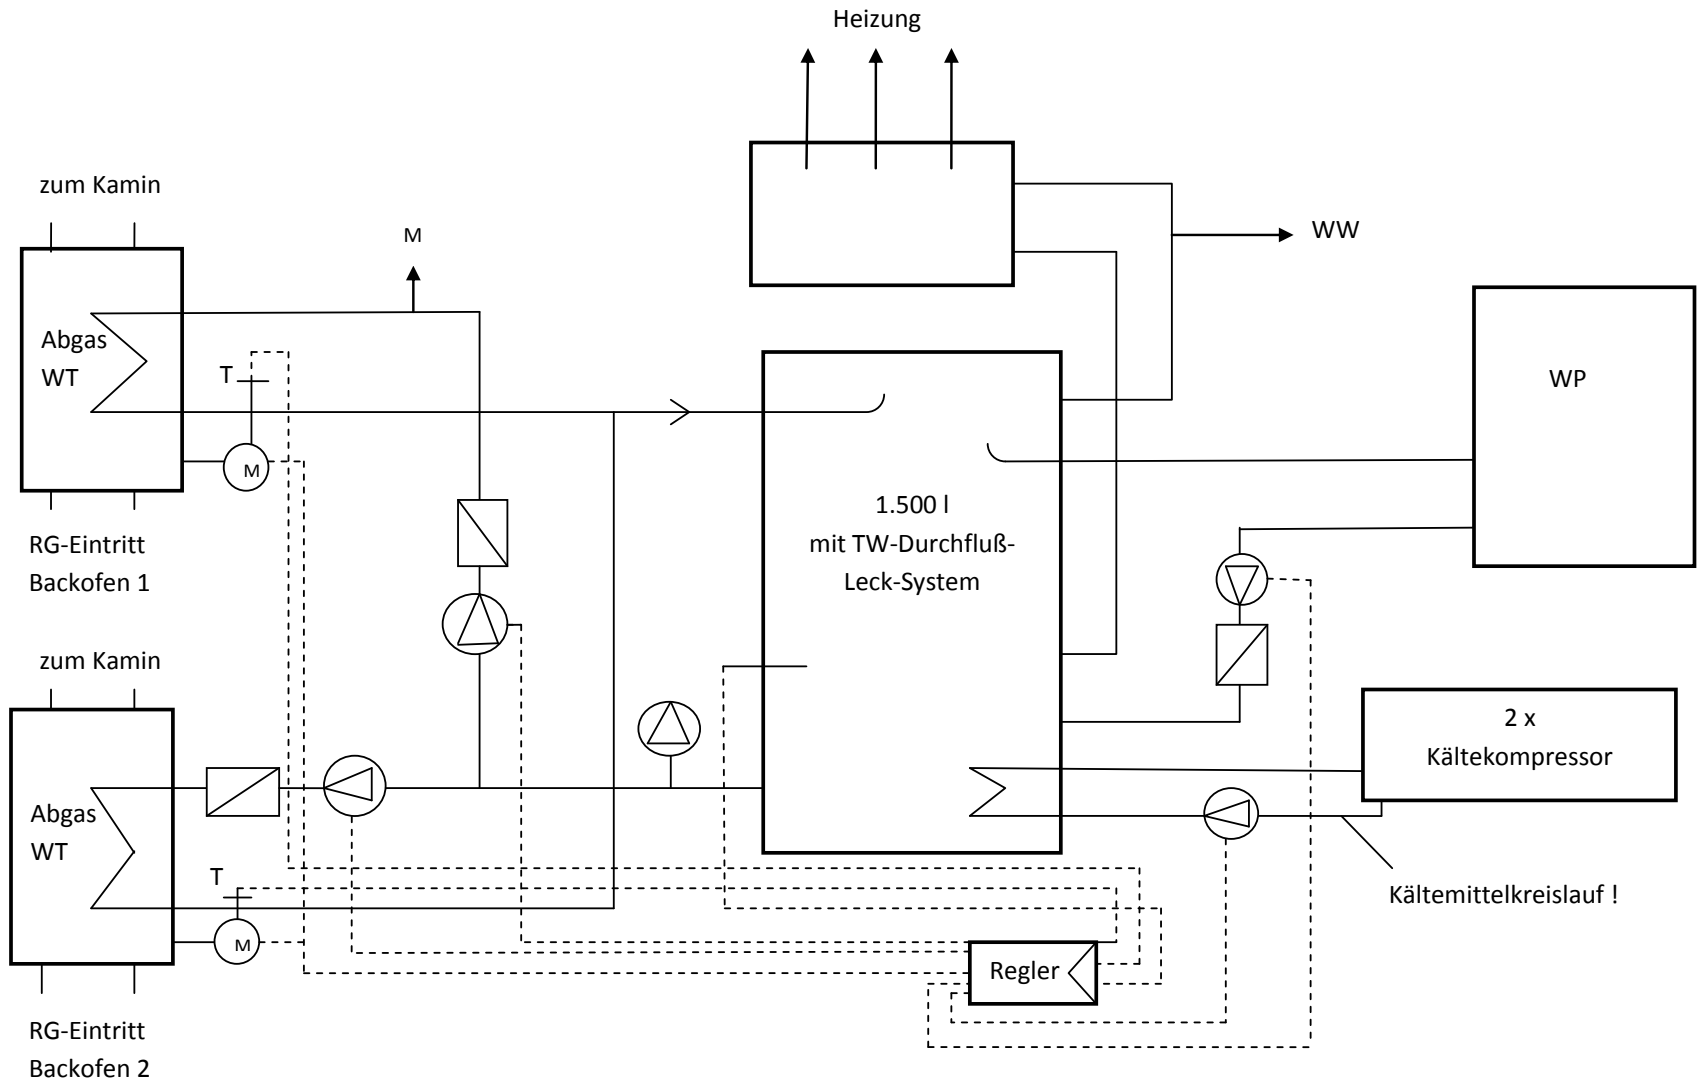 Heizung
zum Kamin
M
WW
Abgas
WT
T
M
WP
1.500 l
mit TW-Durchfluß-
Leck-System
RG-Eintritt
Backofen 1
zum Kamin
2 x
Kältekompressor
Abgas
WT
T
M
Kältemittelkreislauf !
Regler
RG-Eintritt
Backofen 2